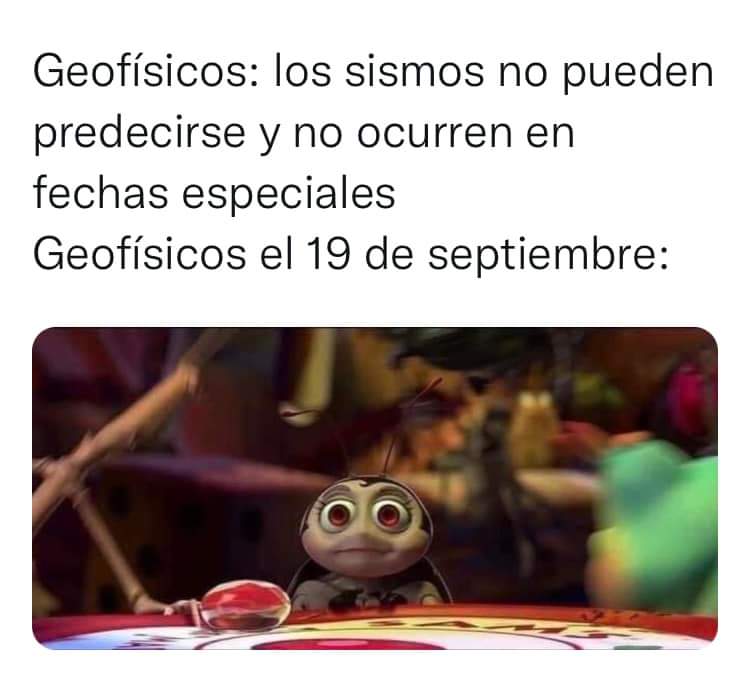 Geofísicos: los sismos no pueden
predecirse y no ocurren en
fechas especiales
Geofísicos el 19 de septiembre: